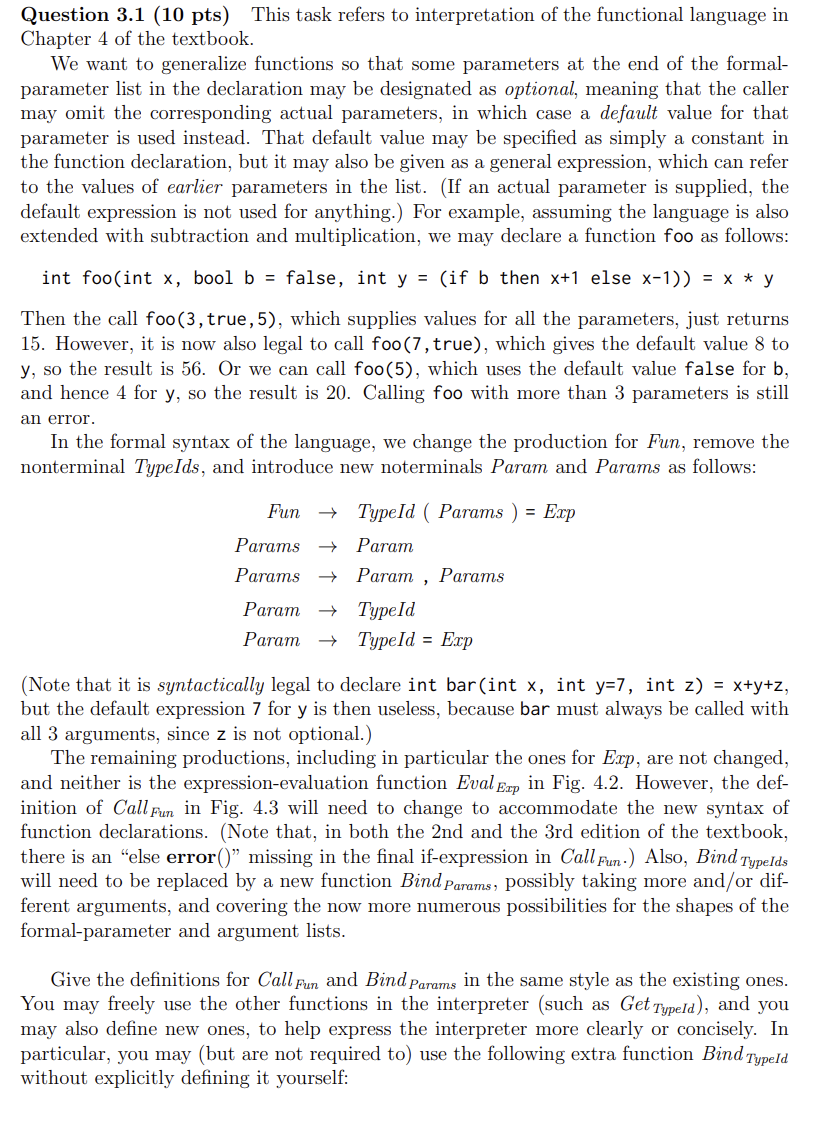 Question 3.1 (10 pts) This task refers to interpretation of the functional language in
Chapter 4 of the textbook.
We want to generalize functions so that some parameters at the end of the formal-
parameter list in the declaration may be designated as optional, meaning that the caller
may omit the corresponding actual parameters, in which case a default value for that
parameter is used instead. That default value may be specified as simply a constant in
the function declaration, but it may also be given as a general expression, which can refer
to the values of earlier parameters in the list. (If an actual parameter is supplied, the
default expression is not used for anything.) For example, assuming the language is also
extended with subtraction and multiplication, we may declare a function foo as follows:
int foo(int x, bool b = false, int y = (if b then x+1 else x-1)) = x * y
Then the call foo(3,true,5), which supplies values for all the parameters, just returns
15. However, it is now also legal to call foo(7,true), which gives the default value 8 to
y, so the result is 56. Or we can call foo(5), which uses the default value false for b,
and hence 4 for y, so the result is 20. Calling foo with more than 3 parameters is still
an error.
In the formal syntax of the language, we change the production for Fun, remove the
nonterminal TypeIds, and introduce new noterminals Param and Params as follows:
Fun → TypeId ( Params ) = Exp
Params → Param
Params → Param , Params
Param → TypeId
Param → TypeId = Exp
(Note that it is syntactically legal to declare int bar(int x, int y=7, int z) = x+y+z,
but the default expression 7 for y is then useless, because bar must always be called with
all 3 arguments, since z is not optional.)
The remaining productions, including in particular the ones for Exp, are not changed,
and neither is the expression-evaluation function Eval Exp in Fig. 4.2. However, the def-
inition of Call Fun in Fig. 4.3 will need to change to accommodate the new syntax of
function declarations. (Note that, in both the 2nd and the 3rd edition of the textbook,
there is an “else error()” missing in the final if-expression in Call Fun.) Also, Bind TypeIds
will need to be replaced by a new function Bind Params, possibly taking more and/or dif-
ferent arguments, and covering the now more numerous possibilities for the shapes of the
formal-parameter and argument lists.
Give the definitions for Call Fun and Bind Params in the same style as the existing ones.
You may freely use the other functions in the interpreter (such as Get TypeId), and you
may also define new ones, to help express the interpreter more clearly or concisely. In
particular, you may (but are not required to) use the following extra function Bind TypeId
without explicitly defining it yourself: